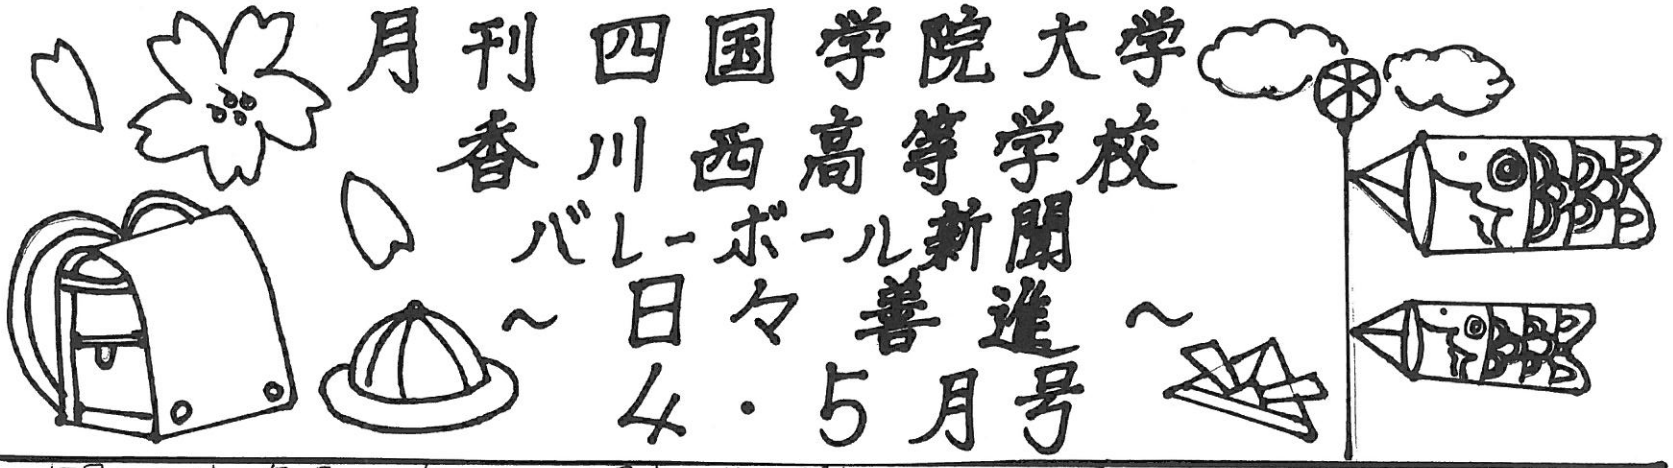 月刊四国学院大学
香川西高等学校
バレーボール新聞
～日々善進～
4・5月号